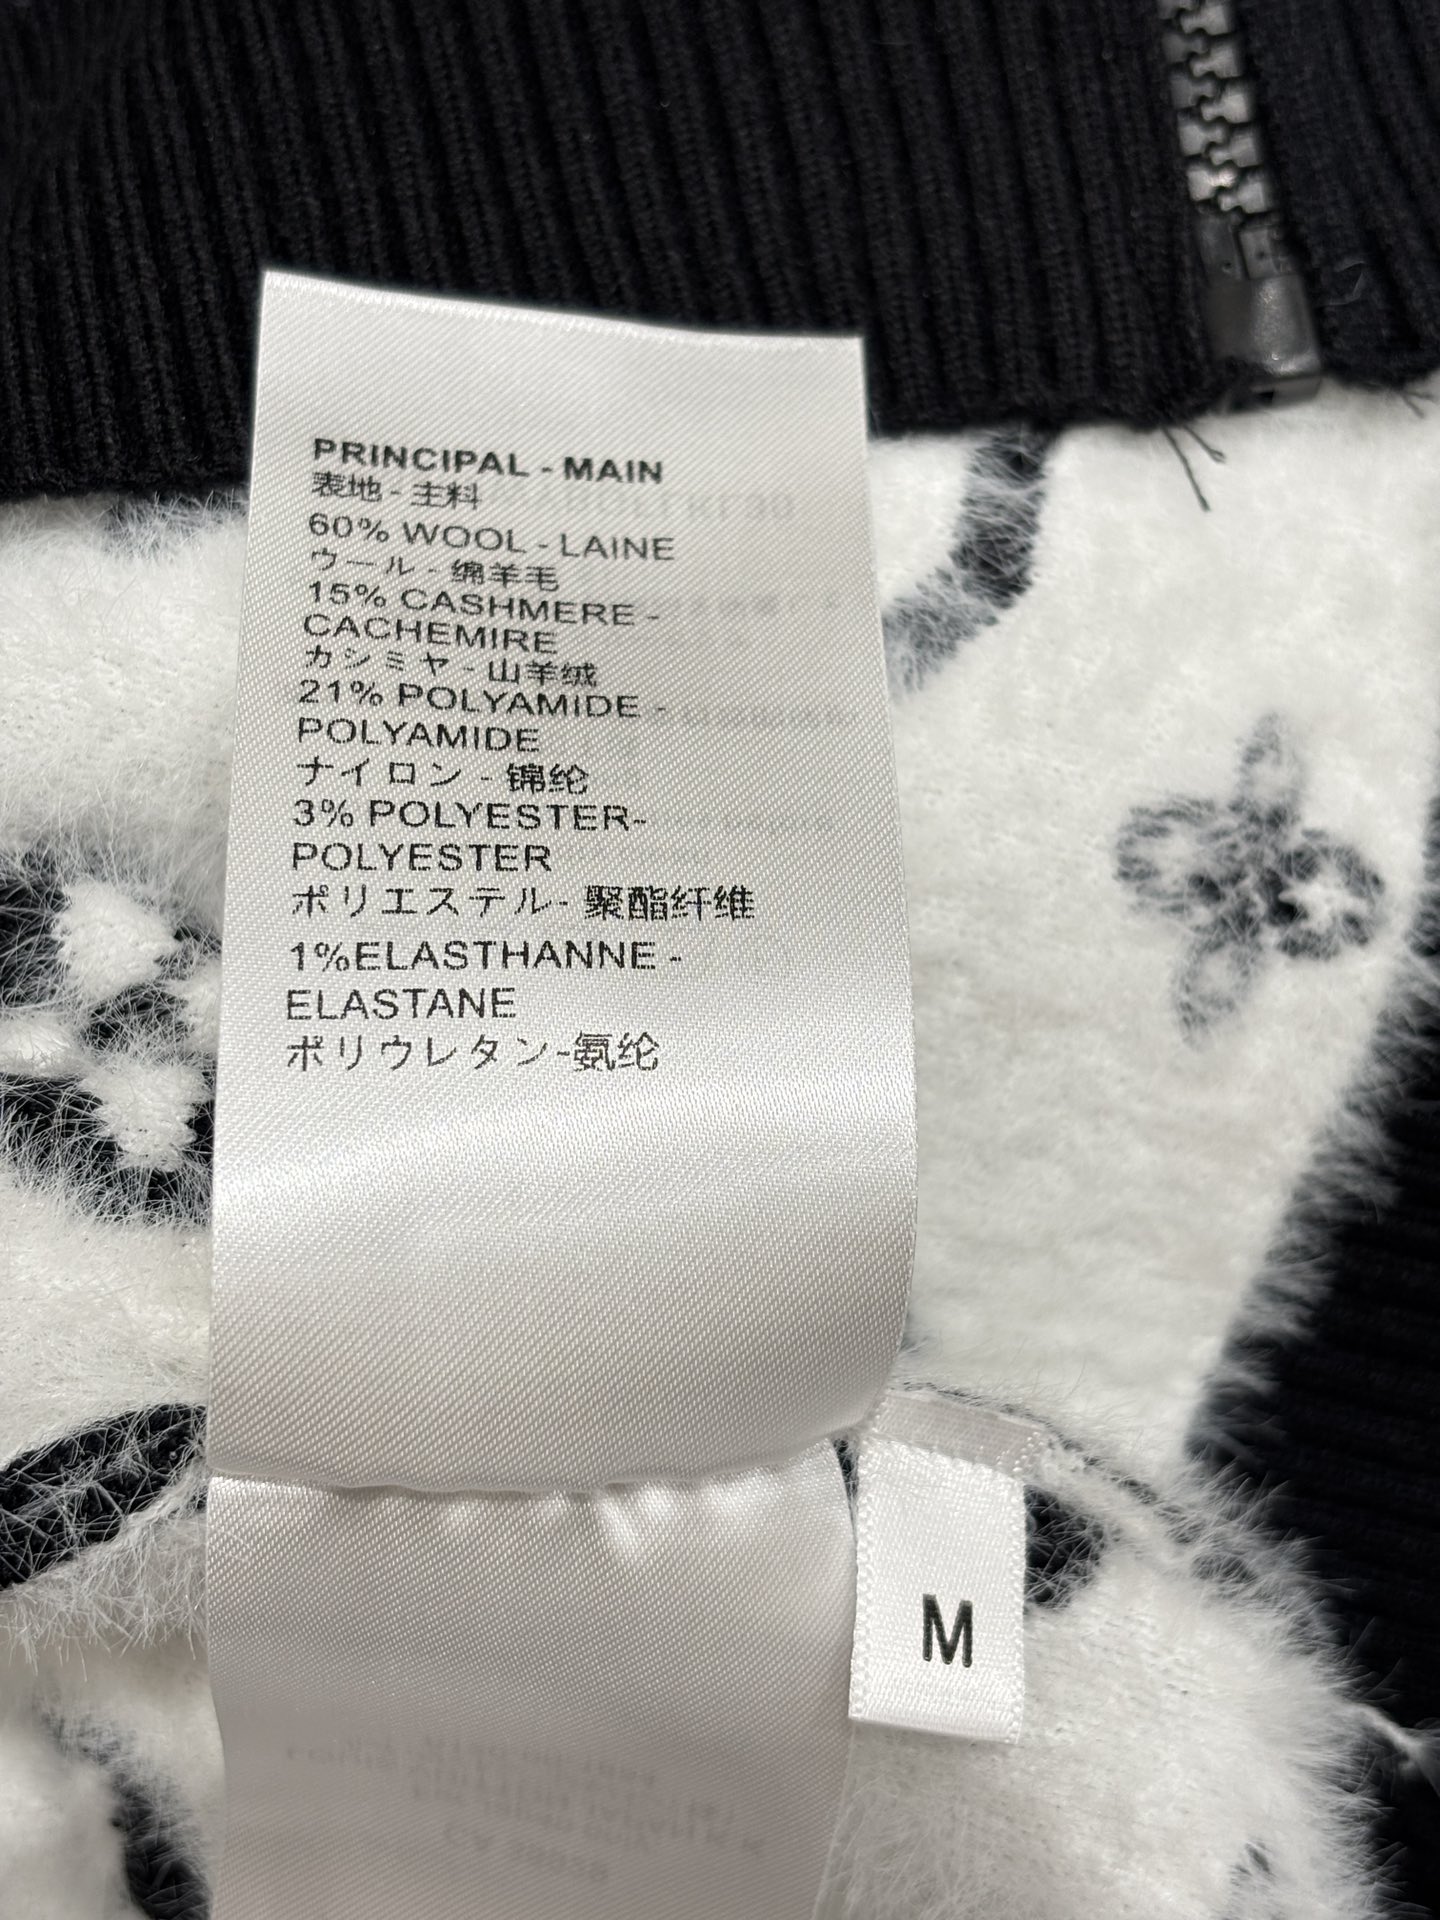 PRINCIPAL - MAIN
表地 - 主料
60% WOOL - LAINE
ウール - 绵羊毛
15% CASHMERE -
CACHEMIRE
カシミヤ - 山羊绒
21% POLYAMIDE -
POLYAMIDE
ナイロン - 锦纶
3% POLYESTER-
POLYESTER
ポリエステル- 聚酯纤维
1%ELASTHANNE -
ELASTANE
ポリウレタン-氨纶
M